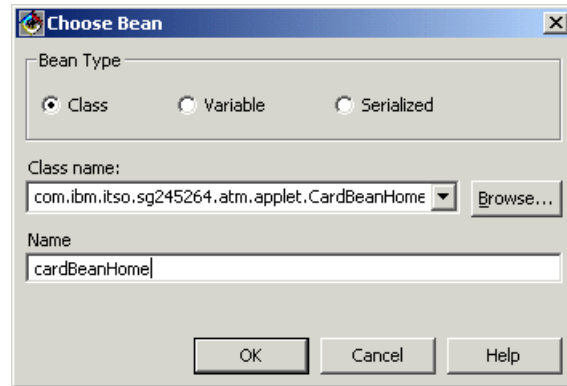 Choose Bean
Bean Type
Class Variable Serialized
Class name:
com.ibm.itso.sg245264.atm.applet.CardBeanHome Browse...
Name
cardBeanHome
OK Cancel Help